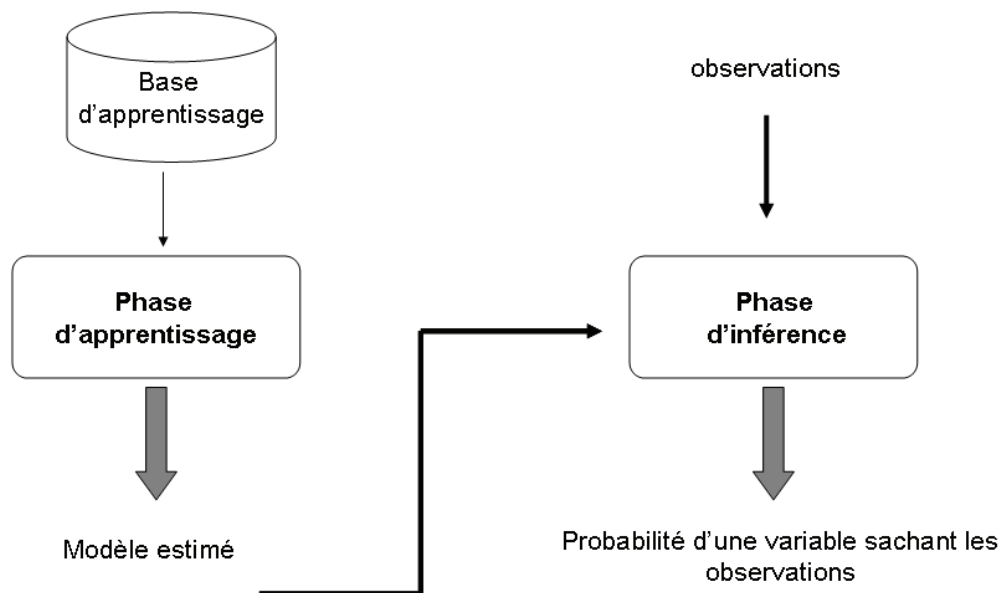 Base
d'apprentissage
Phase
d'apprentissage
Modèle estimé
observations
Phase
d'inférence
Probabilité d'une variable sachant les
observations